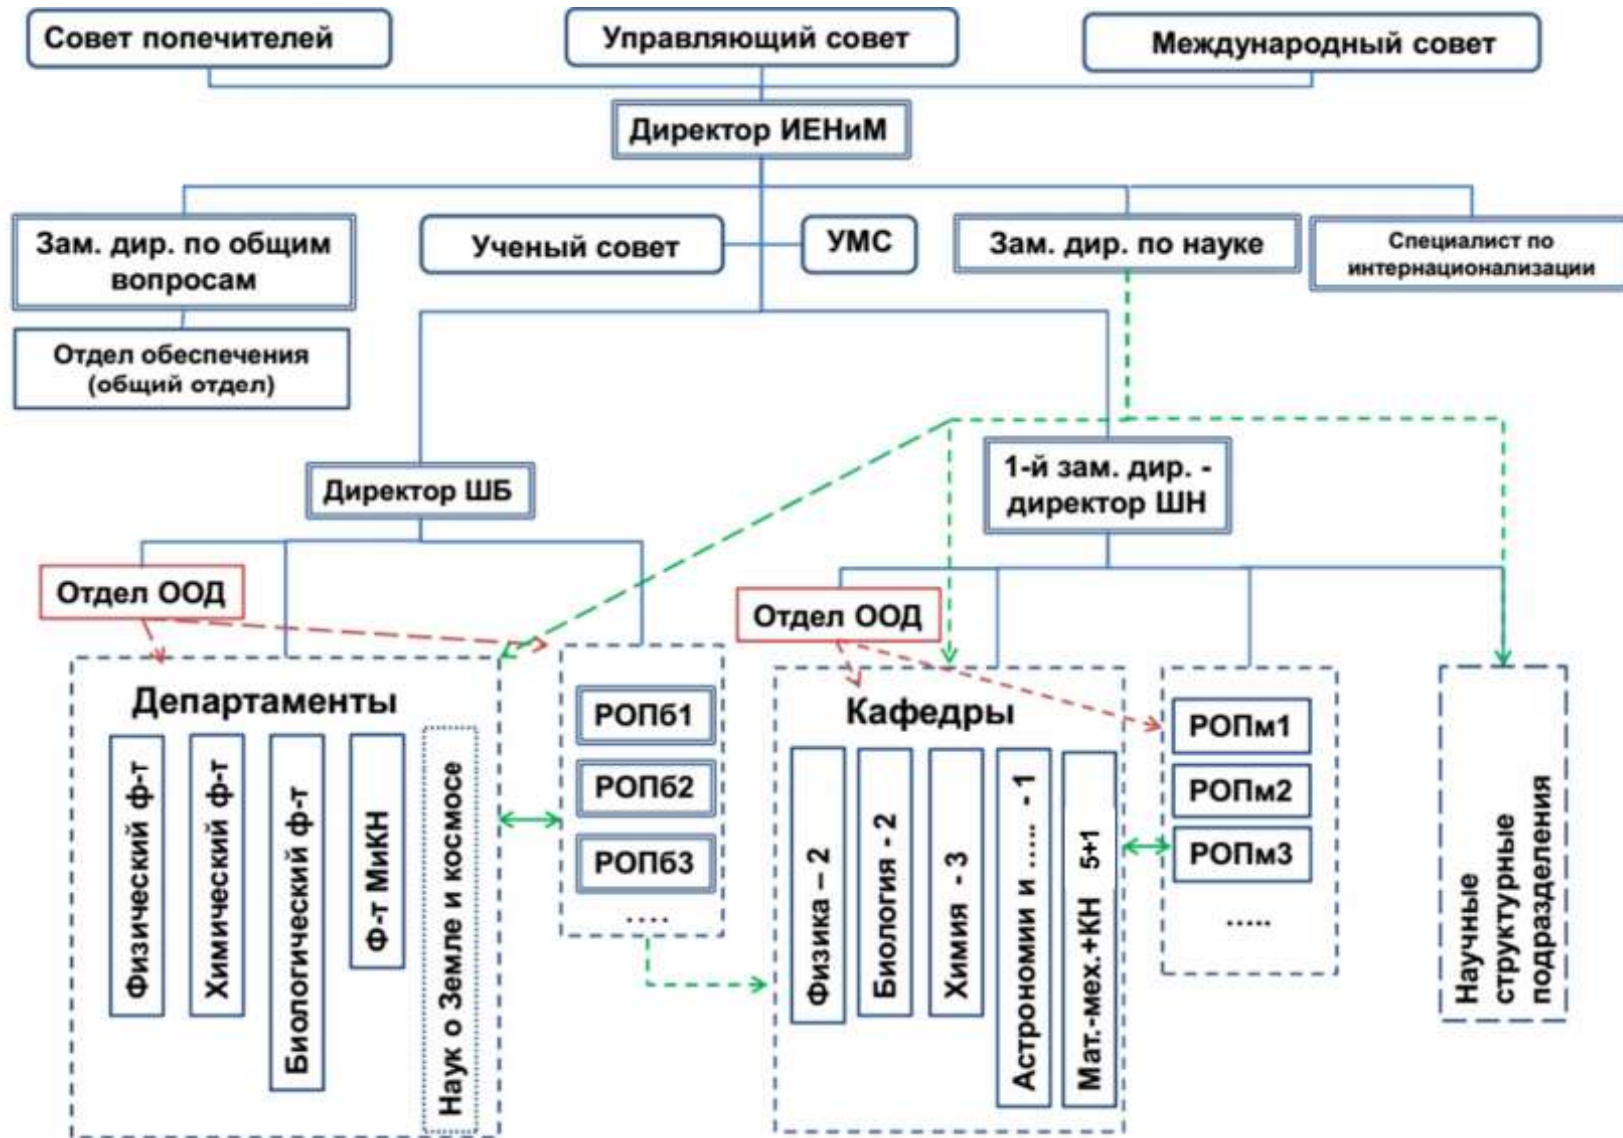 Совет попечителей
Управляющий совет
Международный совет
Директор ИЕНиМ
Зам. дир. по общим
вопросам
Ученый совет
УМС
Зам. дир. по науке
Специалист по
интернационализации
Отдел обеспечения
(общий отдел)
Директор ШБ
1-й зам. дир. -
директор ШН
Отдел ООД
Отдел ООД
Департаменты
Физический ф-т
Химический ф-т
Биологический ф-т
Ф-т МиКН
Наук о Земле и космосе
РОПб1
РОПб2
РОПб3
....
Кафедры
Физика – 2
Биология - 2
Химия - 3
Астрономии и ..... - 1
Мат.-мех.+КН 5+1
РОПм1
РОПм2
РОПм3
.....
Научные
структурные
подразделения